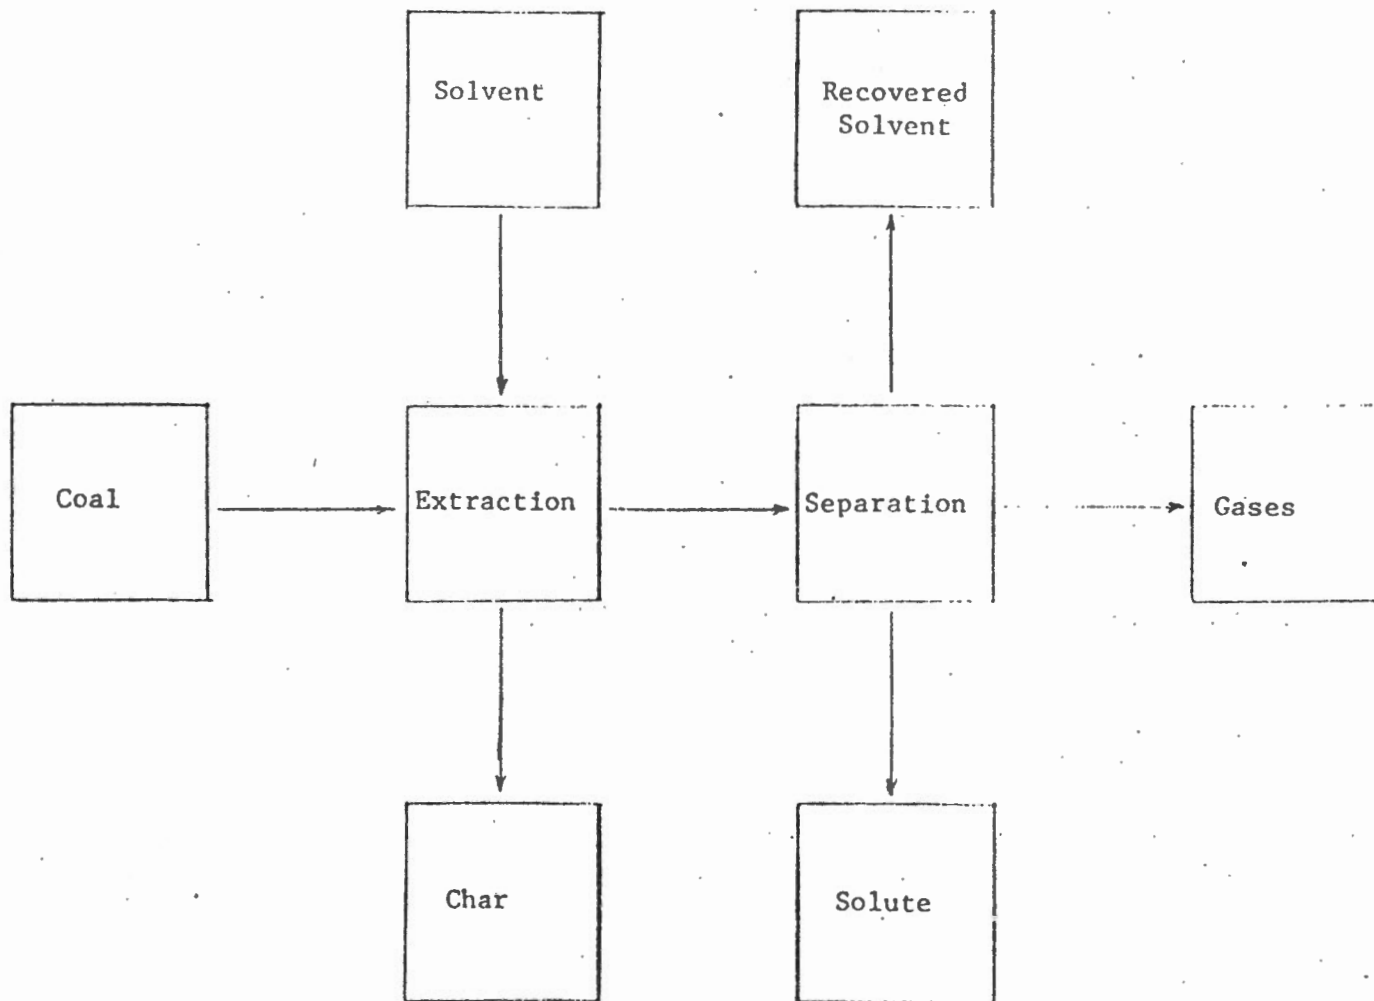 Solvent
Recovered
Solvent
Coal
Extraction
Separation
Gases
Char
Solute